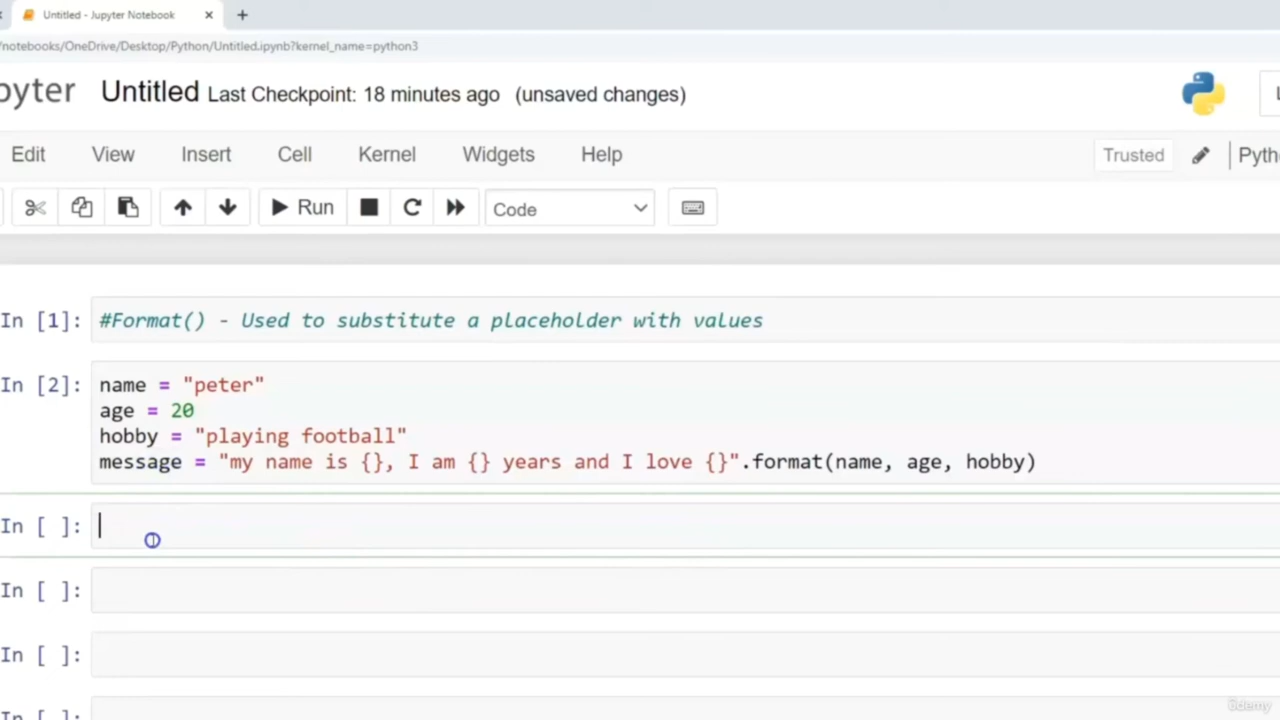 Untitled - Jupyter Notebook
/notebooks/OneDrive/Desktop/Python/Untitled.ipynb?kernel_name=python3
pyter Untitled Last Checkpoint: 18 minutes ago (unsaved changes)
Edit View Insert Cell Kernel Widgets Help Trusted Pyth
Run Code
In [1]: #Format() - Used to substitute a placeholder with values
In [2]: name = "peter"
age = 20
hobby = "playing football"
message = "my name is {}, I am {} years and I love {}".format(name, age, hobby)
In [ ]:
In [ ]:
In [ ]:
In [ ]:
ûdemy